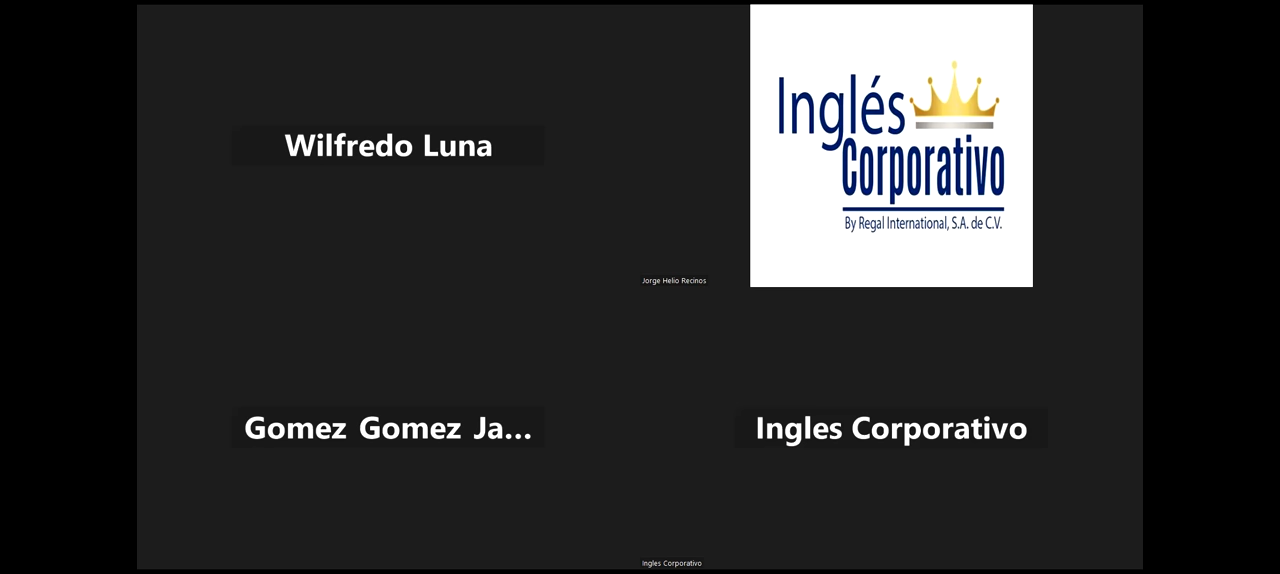 Wilfredo Luna
Inglés
Corporativo
By Regal International, S.A. de C.V.
Jorge Helio Recinos
Gomez Gomez Ja...
Ingles Corporativo
Ingles Corporativo